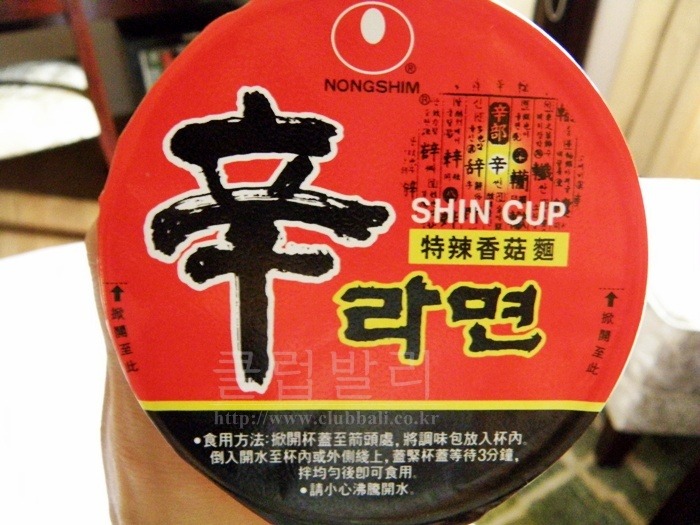 NONGSHIM
辛
SHIN CUP
特辣香菇麵
라면
掀開至此
掀開至此
클럽발리
http://www.clubbali.co.kr
•食用方法:掀開杯蓋至箭頭處,將調味包放入杯內。
倒入開水至杯內或外側綫上,蓋緊杯蓋等待3分鐘,
拌均勻後卽可食用。
•請小心沸騰開水。